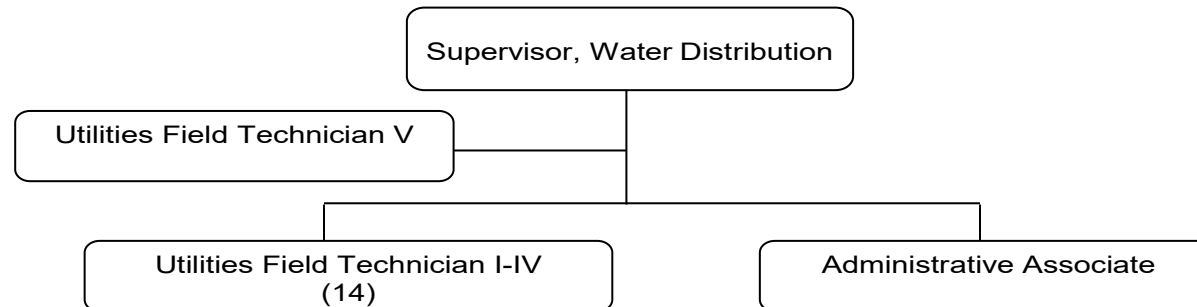 Supervisor, Water Distribution
Utilities Field Technician V
Utilities Field Technician I-IV
(14)
Administrative Associate